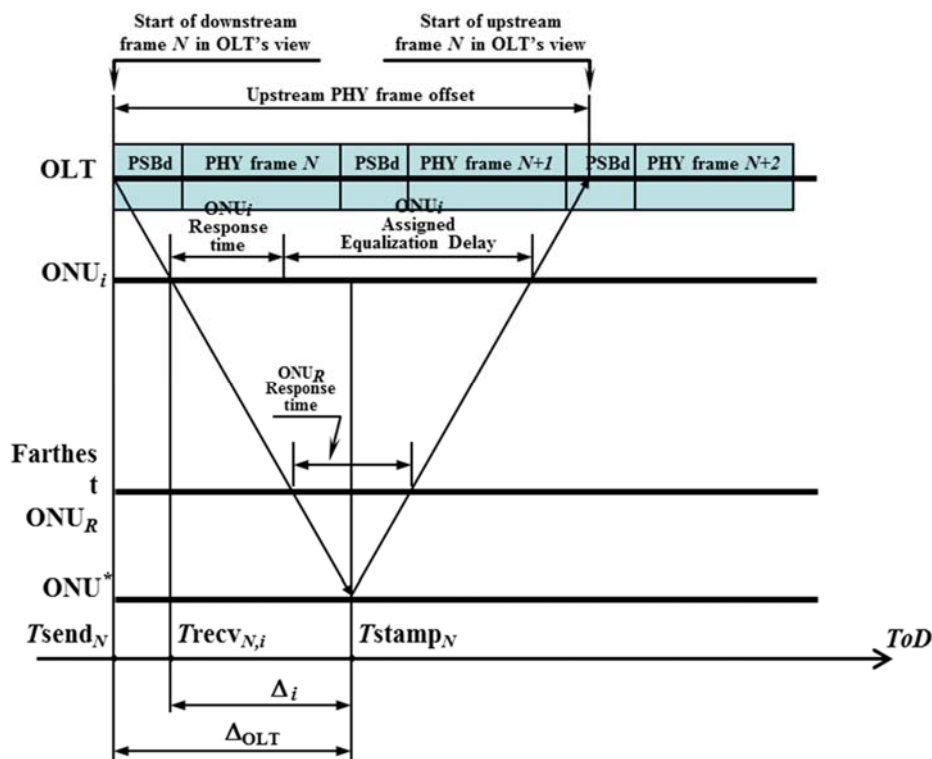 Start of downstream
frame N in OLT's view
Start of upstream
frame N in OLT's view
Upstream PHY frame offset
OLT
PSBd
PHY frame N
PSBd
PHY frame N+1
PSBd
PHY frame N+2
ONUi
Response
time
ONUi
Assigned
Equalization Delay
ONUi
ONUR
Response
time
Farthes
t
ONUR
ONU*
TsendN
TrecvN,i
TstampN
ToD
Δi
ΔOLT